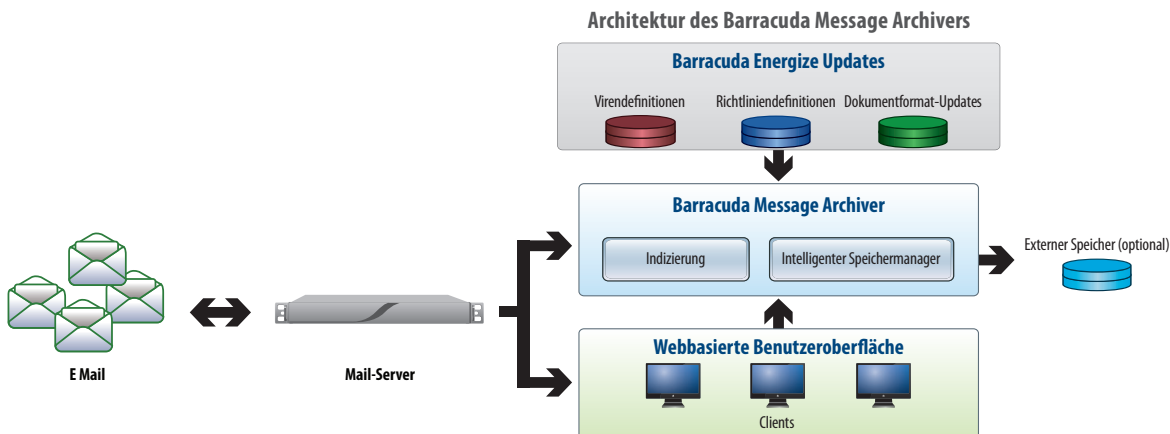 Architektur des Barracuda Message Archivers
Barracuda Energize Updates
Virendefinitionen
Richtliniendefinitionen
Dokumentformat-Updates
Barracuda Message Archiver
Indizierung
Intelligenter Speichermanager
Externer Speicher (optional)
E Mail
Mail-Server
Webbasierte Benutzeroberfläche
Clients